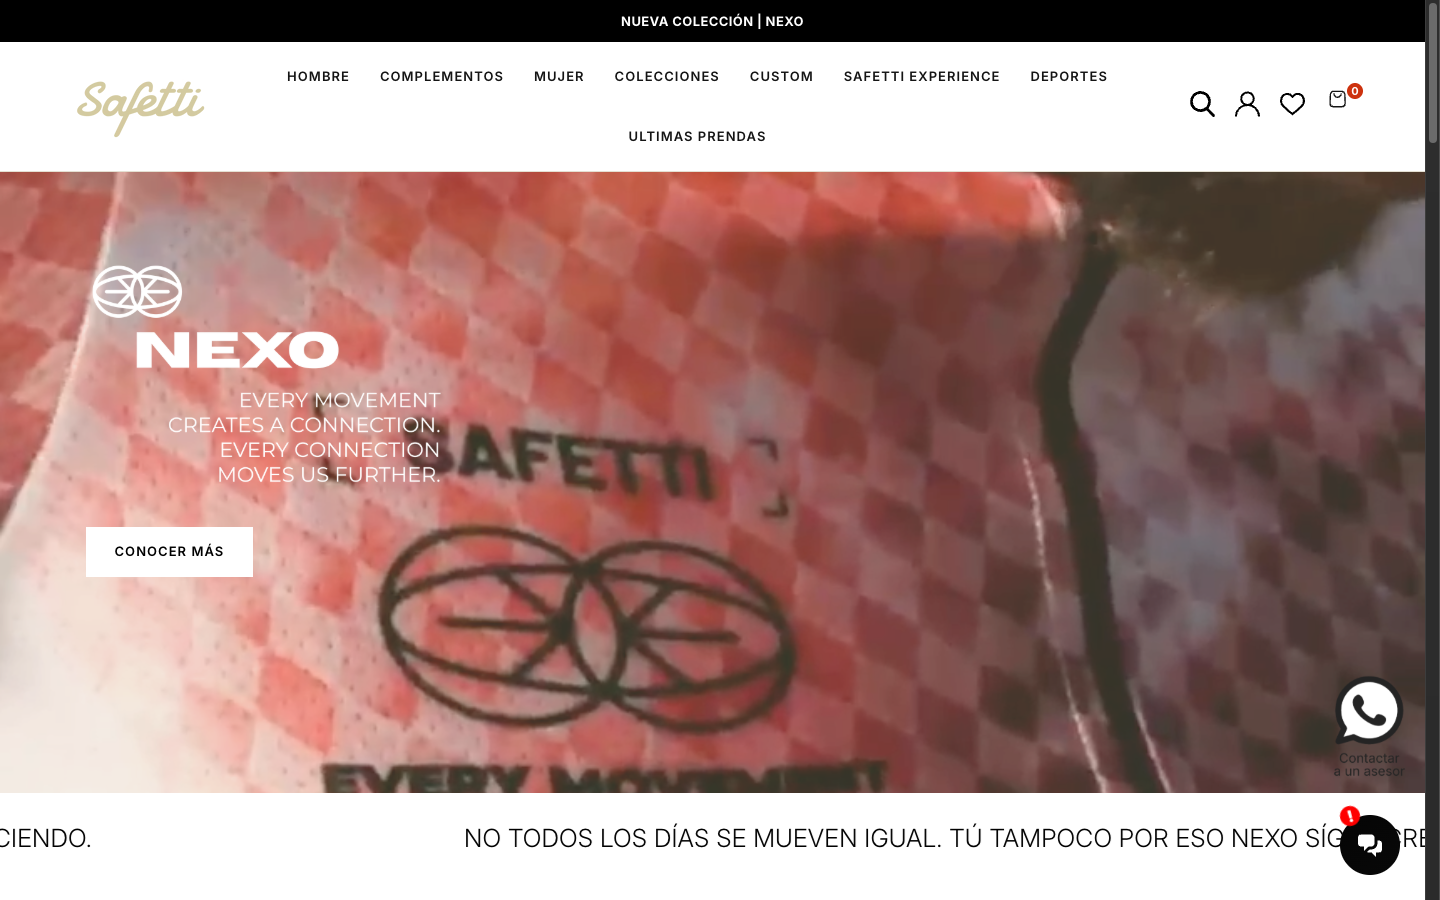 NUEVA COLECCIÓN | NEXO
Safetti
HOMBRE COMPLEMENTOS MUJER COLECCIONES CUSTOM SAFETTI EXPERIENCE DEPORTES
ULTIMAS PRENDAS
0
NEXO
EVERY MOVEMENT
CREATES A CONNECTION.
EVERY CONNECTION
MOVES US FURTHER.
SAFETTI
CONOCER MÁS
EVERY MOVEMENT
Contactar
a un asesor
CIENDO. NO TODOS LOS DÍAS SE MUEVEN IGUAL. TÚ TAMPOCO POR ESO NEXO
!